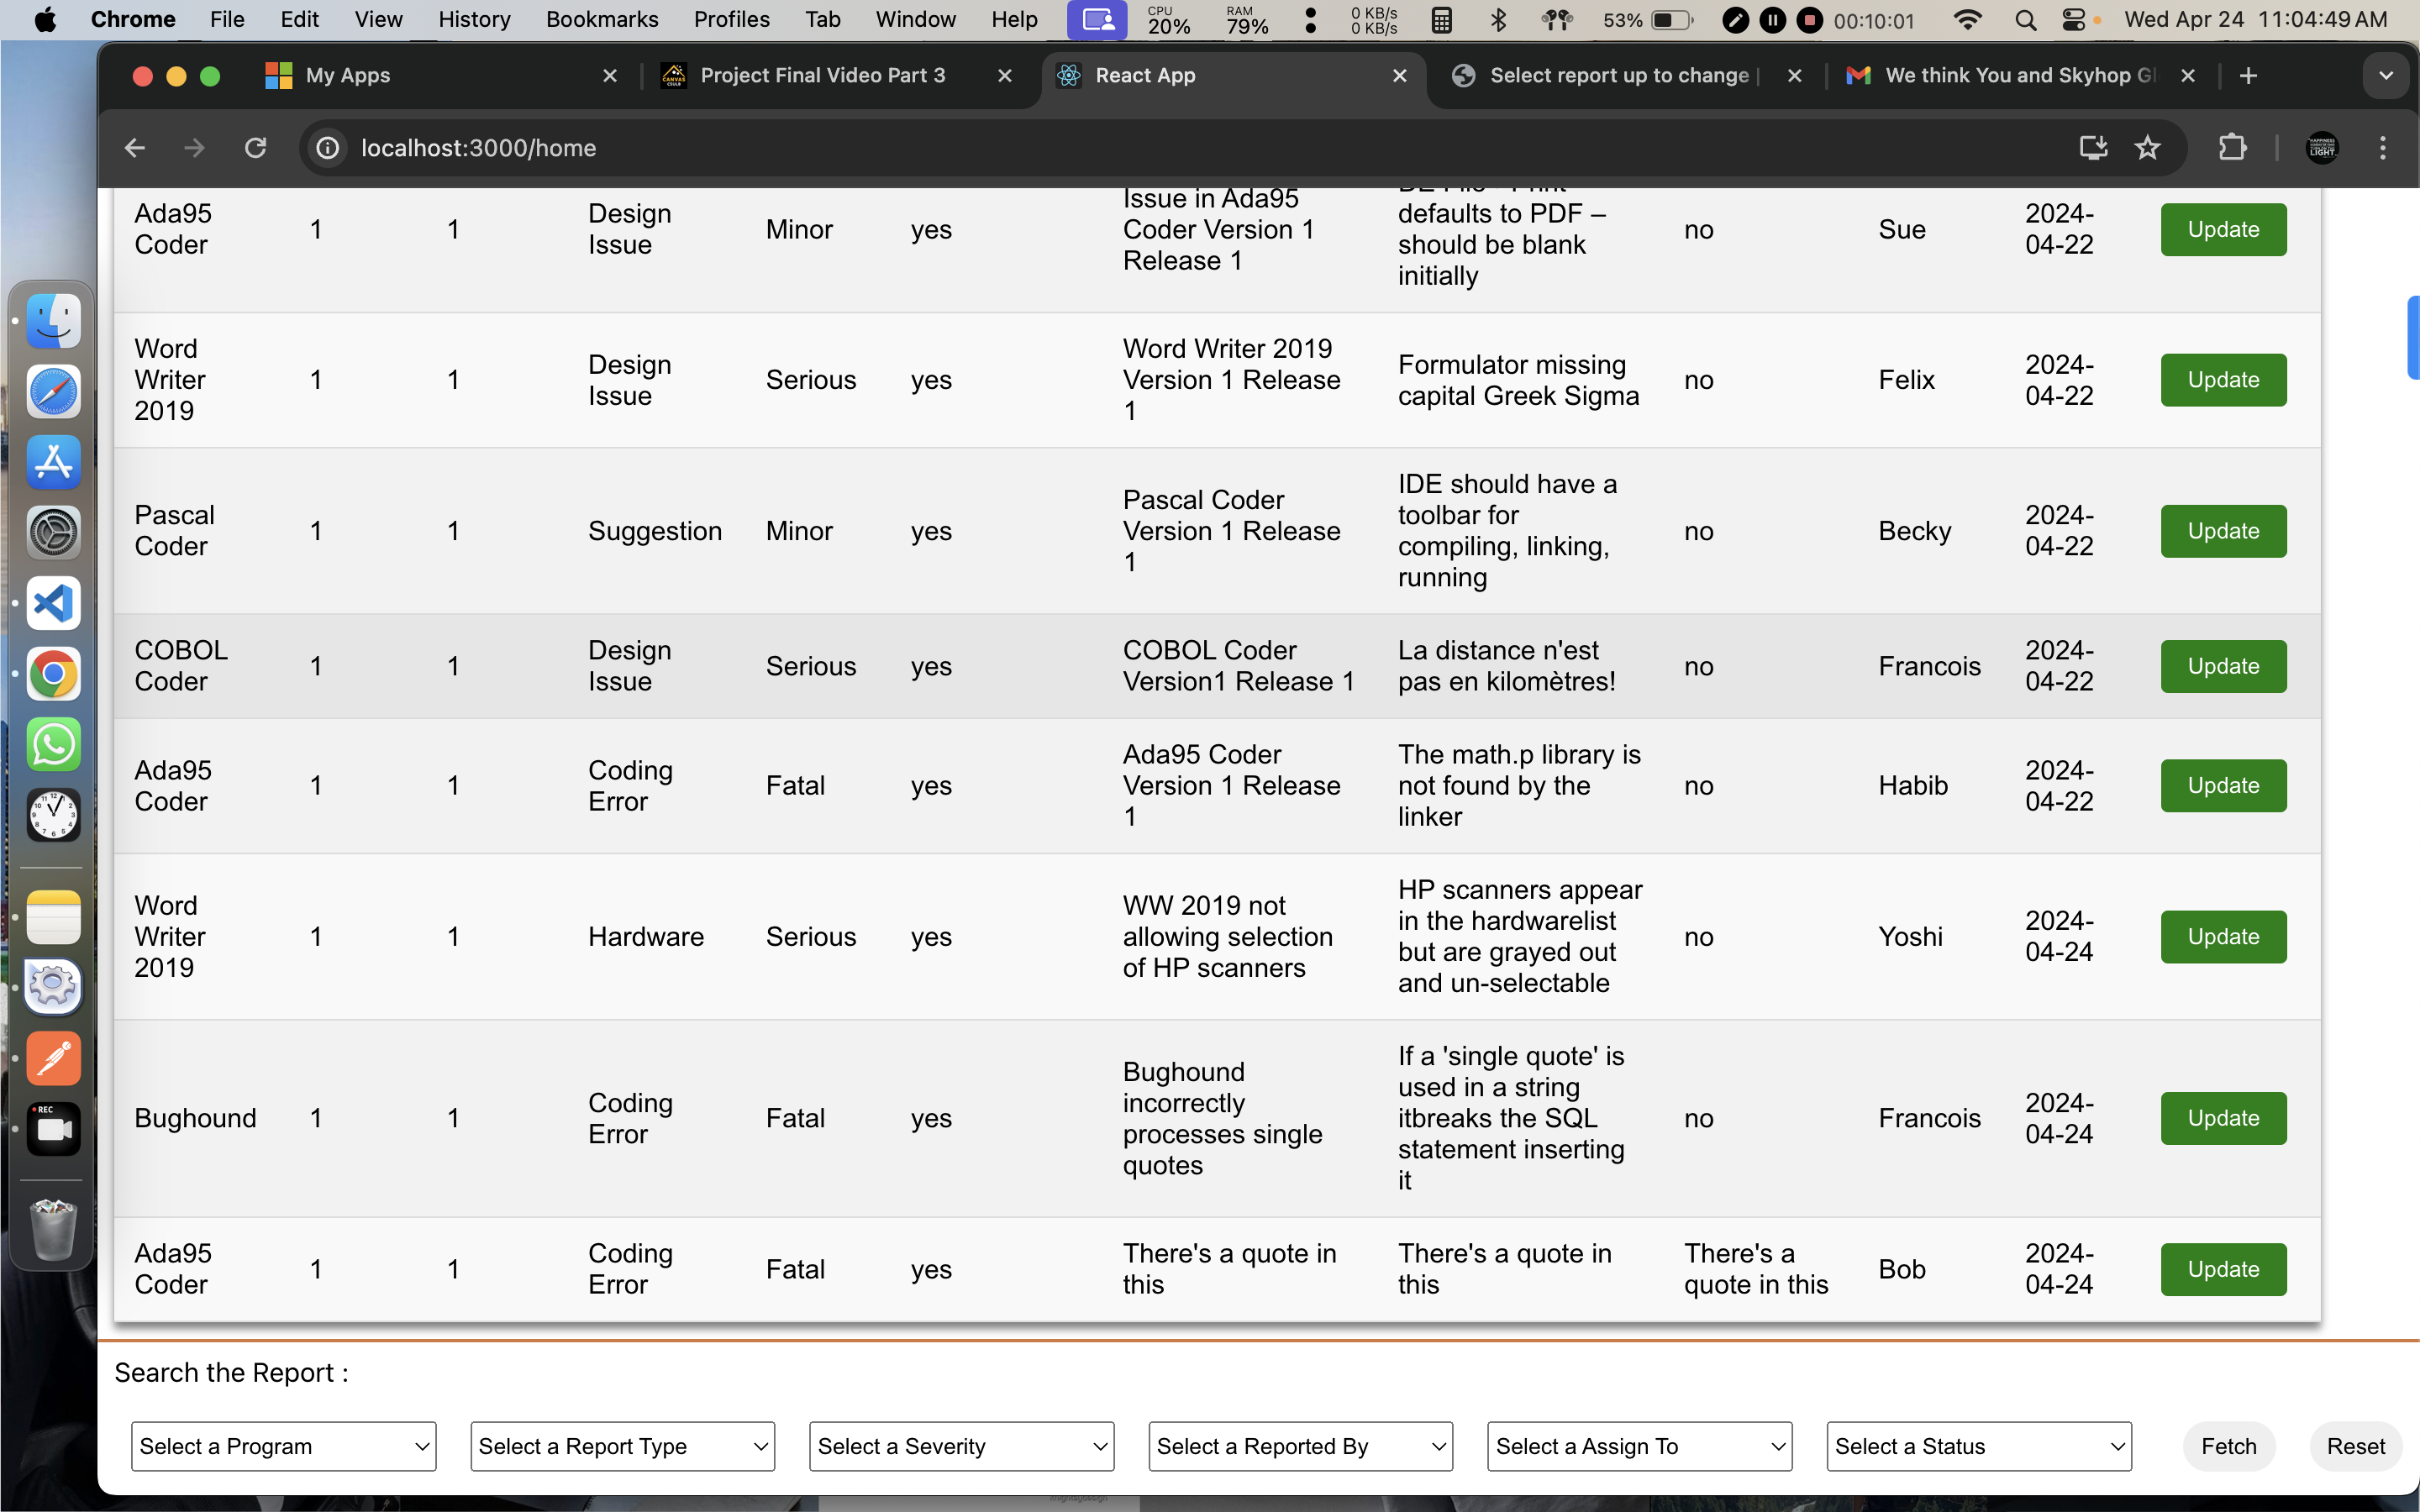 Chrome File Edit View History Bookmarks Profiles Tab Window Help CPU 20% RAM 79% 0 KB/s 0 KB/s 53% 00:10:01 Wed Apr 24 11:04:49 AM
My Apps Project Final Video Part 3 React App Select report up to change | We think You and Skyhop Gl
localhost:3000/home
Ada95
Coder
1
1
Design
Issue
Minor
yes
Issue in Ada95
Coder Version 1
Release 1
defaults to PDF –
should be blank
initially
no
Sue
2024-
04-22
Update
Word
Writer
2019
1
1
Design
Issue
Serious
yes
Word Writer 2019
Version 1 Release
1
Formulator missing
capital Greek Sigma
no
Felix
2024-
04-22
Update
Pascal
Coder
1
1
Suggestion
Minor
yes
Pascal Coder
Version 1 Release
1
IDE should have a
toolbar for
compiling, linking,
running
no
Becky
2024-
04-22
Update
COBOL
Coder
1
1
Design
Issue
Serious
yes
COBOL Coder
Version1 Release 1
La distance n'est
pas en kilomètres!
no
Francois
2024-
04-22
Update
Ada95
Coder
1
1
Coding
Error
Fatal
yes
Ada95 Coder
Version 1 Release
1
The math.p library is
not found by the
linker
no
Habib
2024-
04-22
Update
Word
Writer
2019
1
1
Hardware
Serious
yes
WW 2019 not
allowing selection
of HP scanners
HP scanners appear
in the hardwarelist
but are grayed out
and un-selectable
no
Yoshi
2024-
04-24
Update
Bughound
1
1
Coding
Error
Fatal
yes
Bughound
incorrectly
processes single
quotes
If a 'single quote' is
used in a string
itbreaks the SQL
statement inserting
it
no
Francois
2024-
04-24
Update
Ada95
Coder
1
1
Coding
Error
Fatal
yes
There's a quote in
this
There's a quote in
this
There's a
quote in this
Bob
2024-
04-24
Update
Search the Report :
Select a Program Select a Report Type Select a Severity Select a Reported By Select a Assign To Select a Status Fetch Reset
REC